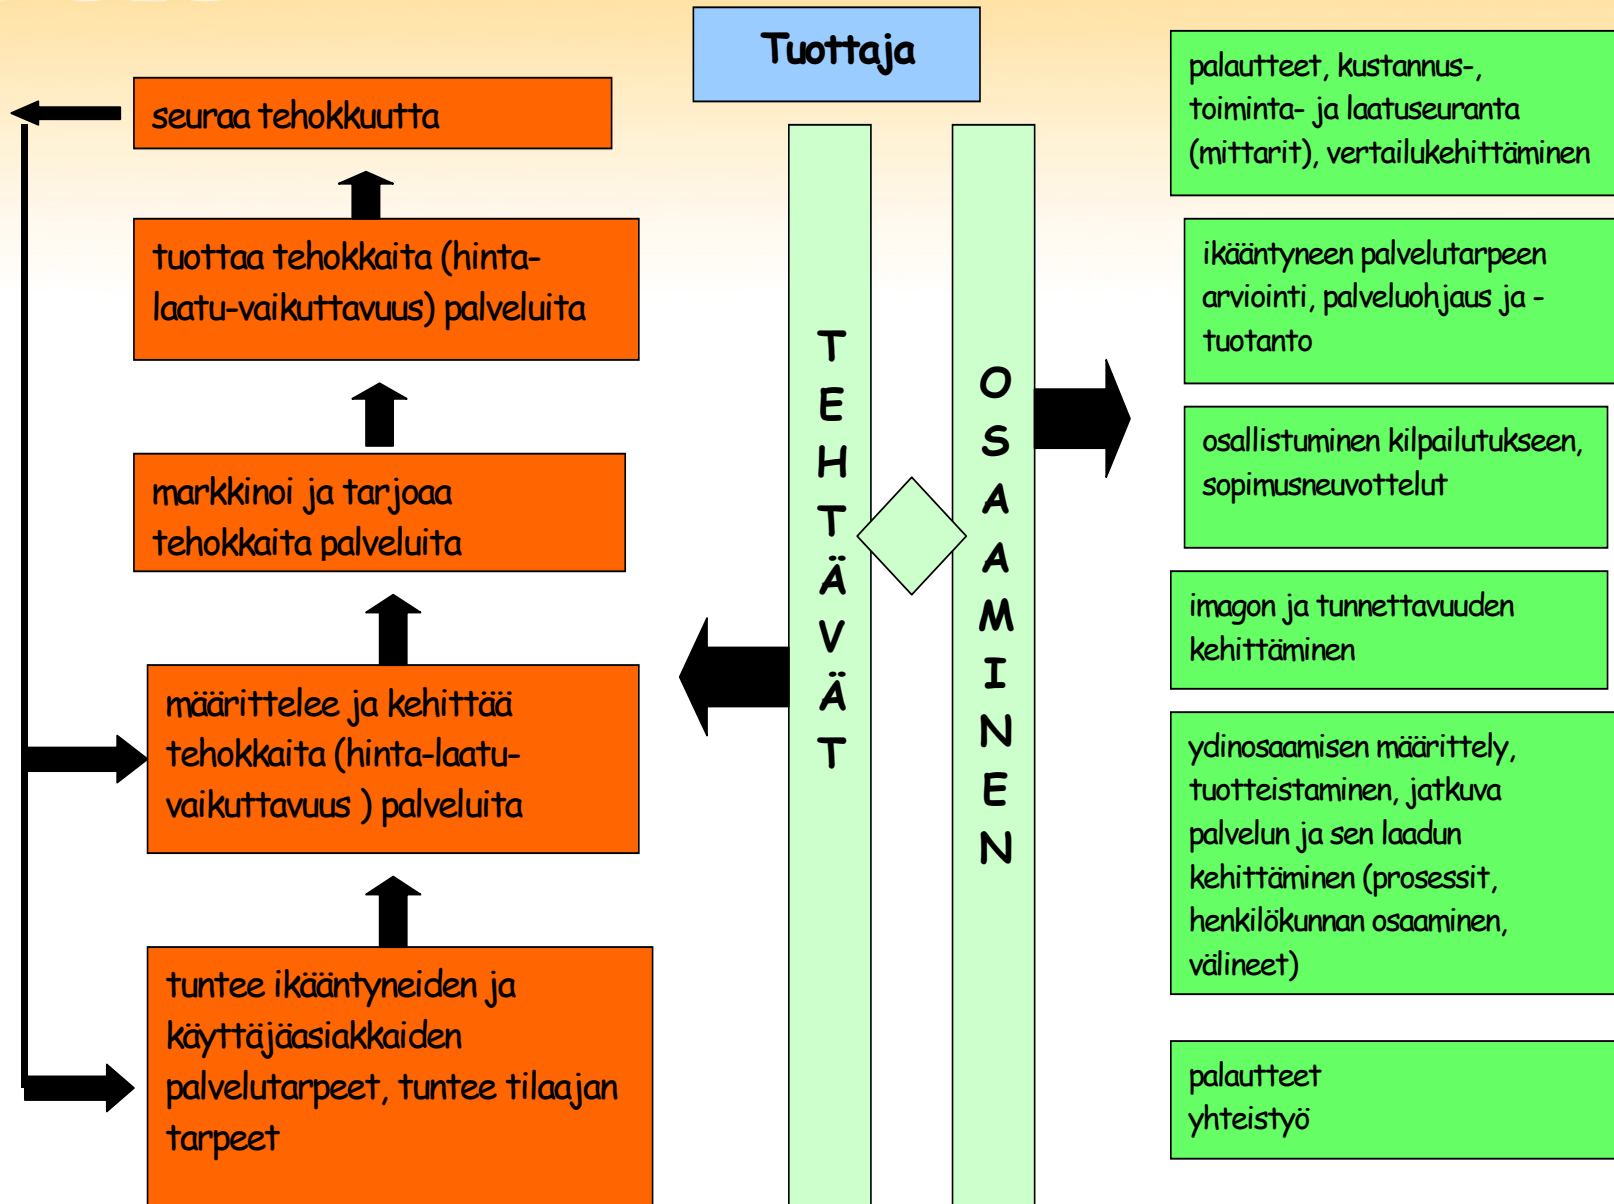 Tuottaja
seuraa tehokkuutta
tuottaa tehokkaita (hinta-
laatu-vaikuttavuus) palveluita
markkinoi ja tarjoaa
tehokkaita palveluita
määrittelee ja kehittää
tehokkaita (hinta-laatu-
vaikuttavuus ) palveluita
tuntee ikääntyneiden ja
käyttäjäasiakkaiden
palvelutarpeet, tuntee tilaajan
tarpeet
TEHTÄVÄT
OSAAMINEN
palautteet, kustannus-,
toiminta- ja laatuseuranta
(mittarit), vertailukehittäminen
ikääntyneen palvelutarpeen
arviointi, palveluohjaus ja -
tuotanto
osallistuminen kilpailutukseen,
sopimusneuvottelut
imagon ja tunnettavuuden
kehittäminen
ydinosaamisen määrittely,
tuotteistaminen, jatkuva
palvelun ja sen laadun
kehittäminen (prosessit,
henkilökunnan osaaminen,
välineet)
palautteet
yhteistyö